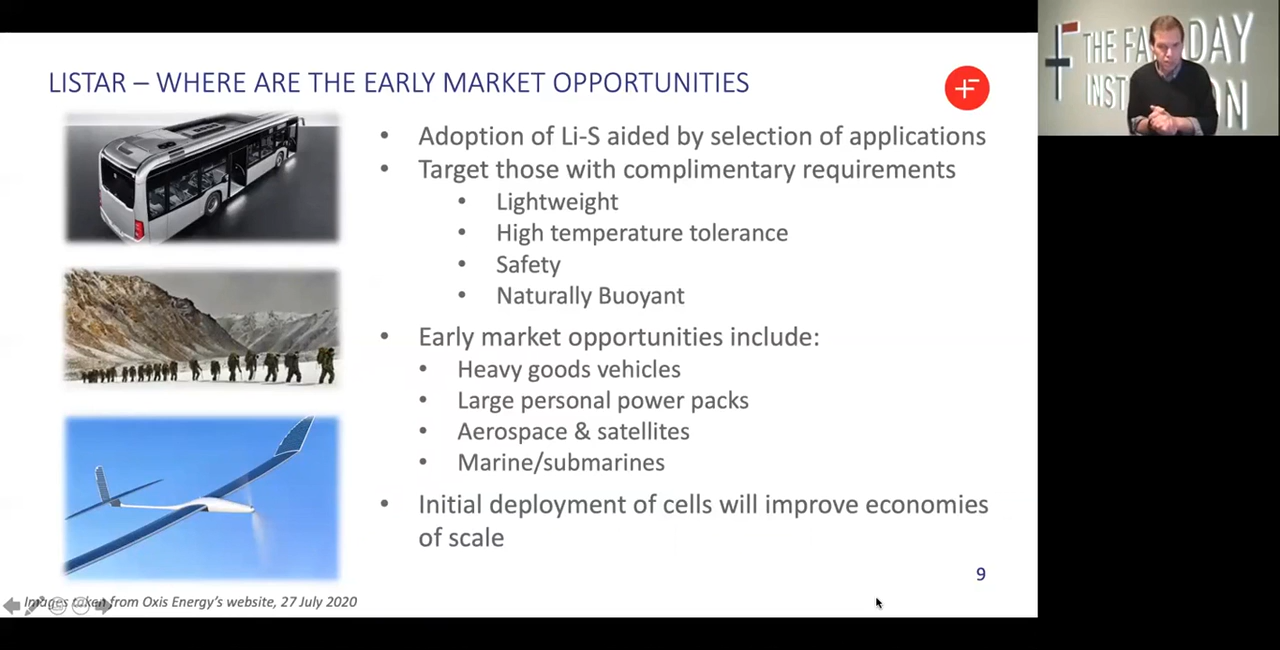 LISTAR – WHERE ARE THE EARLY MARKET OPPORTUNITIES
• Adoption of Li-S aided by selection of applications
• Target those with complimentary requirements
• Lightweight
• High temperature tolerance
• Safety
• Naturally Buoyant
• Early market opportunities include:
• Heavy goods vehicles
• Large personal power packs
• Aerospace & satellites
• Marine/submarines
• Initial deployment of cells will improve economies
of scale
9
Images taken from Oxis Energy's website, 27 July 2020
THE FA DAY
INST ON